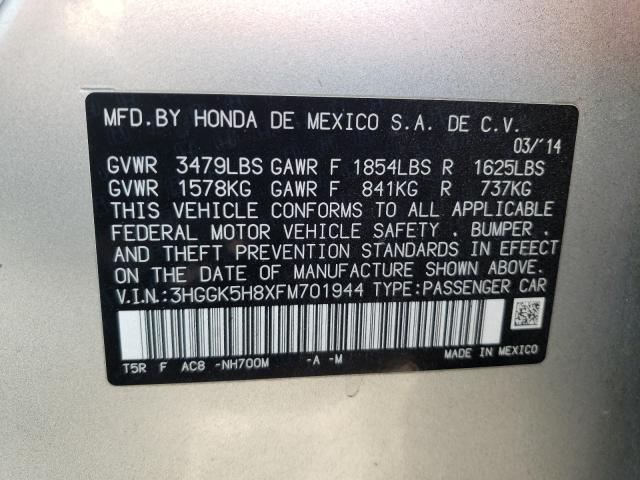 MFD.BY HONDA DE MEXICO S.A. DE C.V.
03/'14
GVWR 3479LBS GAWR F 1854LBS R 1625LBS
GVWR 1578KG GAWR F 841KG R 737KG
THIS VEHICLE CONFORMS TO ALL APPLICABLE
FEDERAL MOTOR VEHICLE SAFETY . BUMPER .
AND THEFT PREVENTION STANDARDS IN EFFECT
ON THE DATE OF MANUFACTURE SHOWN ABOVE.
V.I.N.:3HGGK5H8XFM701944 TYPE:PASSENGER CAR
T5R F AC8 -NH700M -A -M MADE IN MEXICO